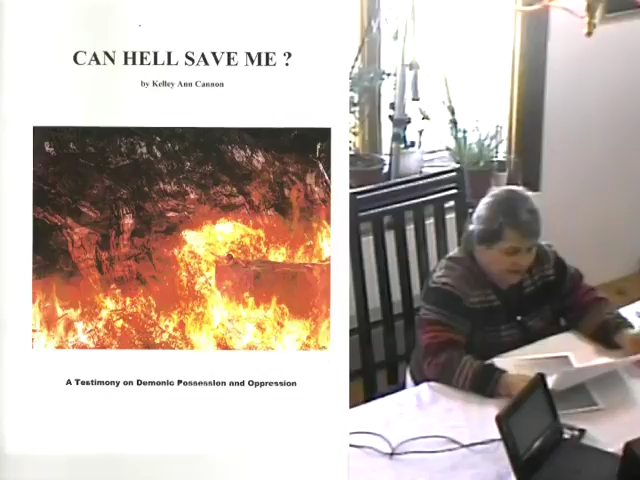 CAN HELL SAVE ME ?
by Kelley Ann Cannon
A Testimony on Demonic Possession and Oppression